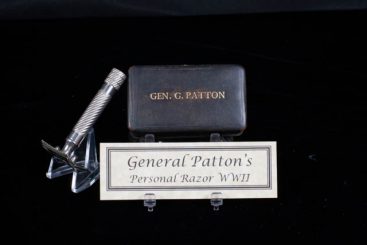 GEN. G. PATTON
General Patton's
Personal Razor WWII